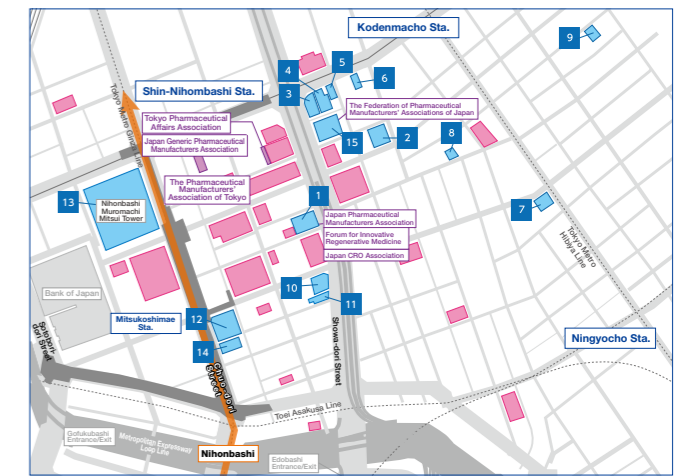 Kodenmacho Sta.
9
4
5
6
Shin-Nihombashi Sta.
3
Tokyo Metro Ginza Line
The Federation of Pharmaceutical
Manufacturers' Associations of Japan
Tokyo Pharmaceutical
Affairs Association
Japan Generic Pharmaceutical
Manufacturers Association
15
2
8
The Pharmaceutical
Manufacturers'
Association of Tokyo
13
Nihonbashi
Muromachi
Mitsui Tower
1
7
Japan Pharmaceutical
Manufacturers Association
Forum for Innovative
Regenerative Medicine
Japan CRO Association
Tokyo Metro
Hibiya Line
Bank of Japan
10
11
Mitsukoshimae
Sta.
12
14
Sotobori-
dori Street
Showa-dori Street
Chuo-dori
Street
Ningyocho Sta.
Toei Asakusa Line
Gofukubashi
Entrance/Exit
Metropolitan Expressway
Loop Line
Nihonbashi
Edobashi
Entrance/Exit